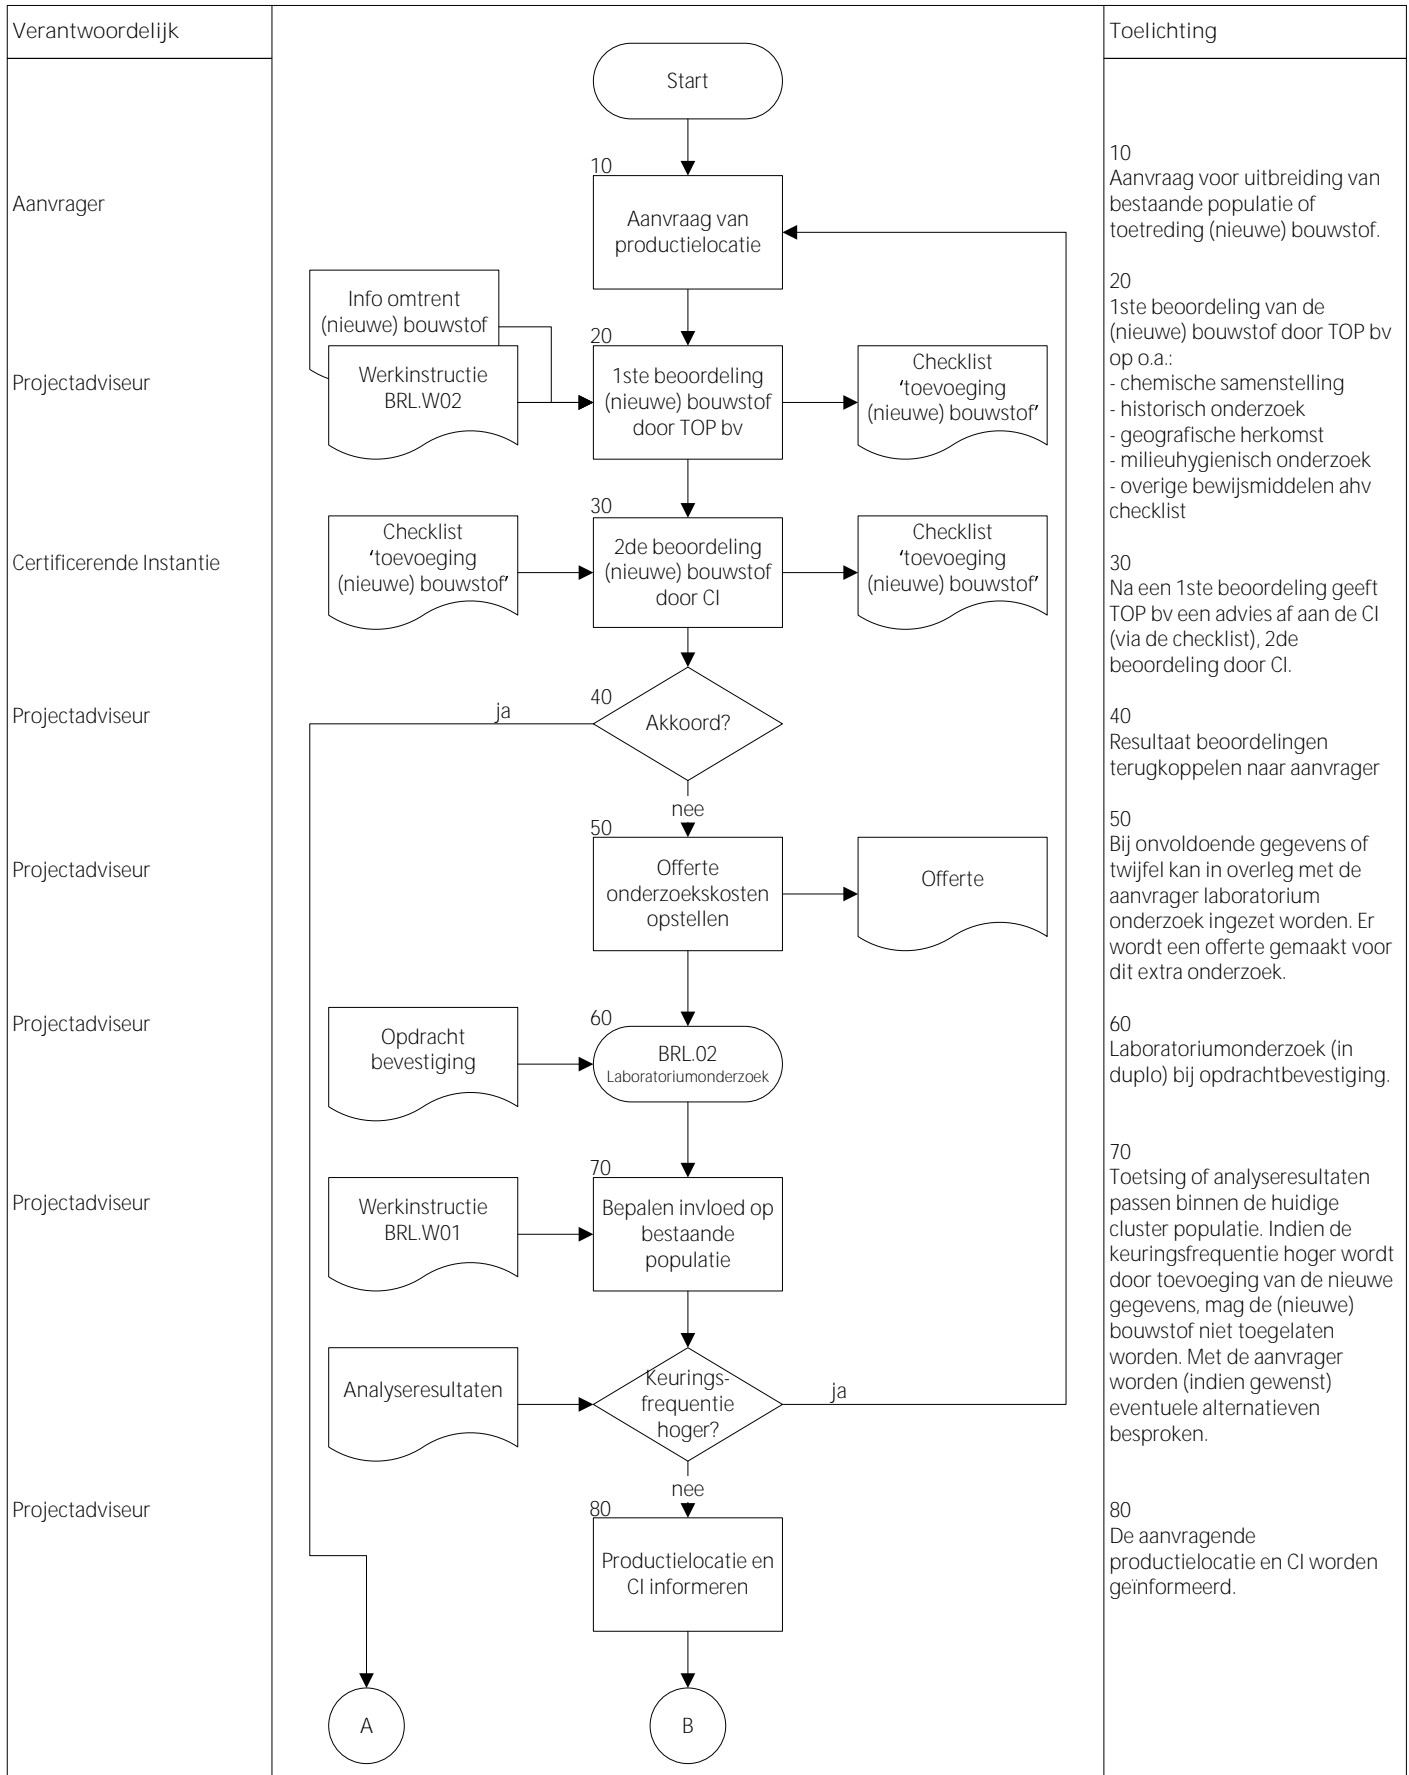 Verantwoordelijk
Toelichting
Start
10
Aanvrager
Aanvraag van
productielocatie
10
Aanvraag voor uitbreiding van
bestaande populatie of
toetreding (nieuwe) bouwstof.
Info omtrent
(nieuwe) bouwstof
Projectadviseur
Werkinstructie
BRL.W02
20
1ste beoordeling
(nieuwe) bouwstof
door TOP bv
Checklist
'toevoeging
(nieuwe) bouwstof'
20
1ste beoordeling van de
(nieuwe) bouwstof door TOP bv
op o.a.:
- chemische samenstelling
- historisch onderzoek
- geografische herkomst
- milieuhygienisch onderzoek
- overige bewijsmiddelen ahv
checklist
Certificerende Instantie
Checklist
'toevoeging
(nieuwe) bouwstof'
30
2de beoordeling
(nieuwe) bouwstof
door CI
Checklist
'toevoeging
(nieuwe) bouwstof'
30
Na een 1ste beoordeling geeft
TOP bv een advies af aan de CI
(via de checklist), 2de
beoordeling door CI.
Projectadviseur
ja
40
Akkoord?
nee
40
Resultaat beoordelingen
terugkoppelen naar aanvrager
Projectadviseur
50
Offerte
onderzoekskosten
opstellen
Offerte
50
Bij onvoldoende gegevens of
twijfel kan in overleg met de
aanvrager laboratorium
onderzoek ingezet worden. Er
wordt een offerte gemaakt voor
dit extra onderzoek.
Projectadviseur
Opdracht
bevestiging
60
BRL.02
Laboratoriumonderzoek
60
Laboratoriumonderzoek (in
duplo) bij opdrachtbevestiging.
Projectadviseur
Werkinstructie
BRL.W01
70
Bepalen invloed op
bestaande
populatie
70
Toetsing of analyseresultaten
passen binnen de huidige
cluster populatie. Indien de
keuringsfrequentie hoger wordt
door toevoeging van de nieuwe
gegevens, mag de (nieuwe)
bouwstof niet toegelaten
worden. Met de aanvrager
worden (indien gewenst)
eventuele alternatieven
besproken.
Analyseresultaten
Keurings-
frequentie
hoger?
ja
nee
Projectadviseur
80
Productielocatie en
CI informeren
80
De aanvragende
productielocatie en CI worden
geïnformeerd.
A
B